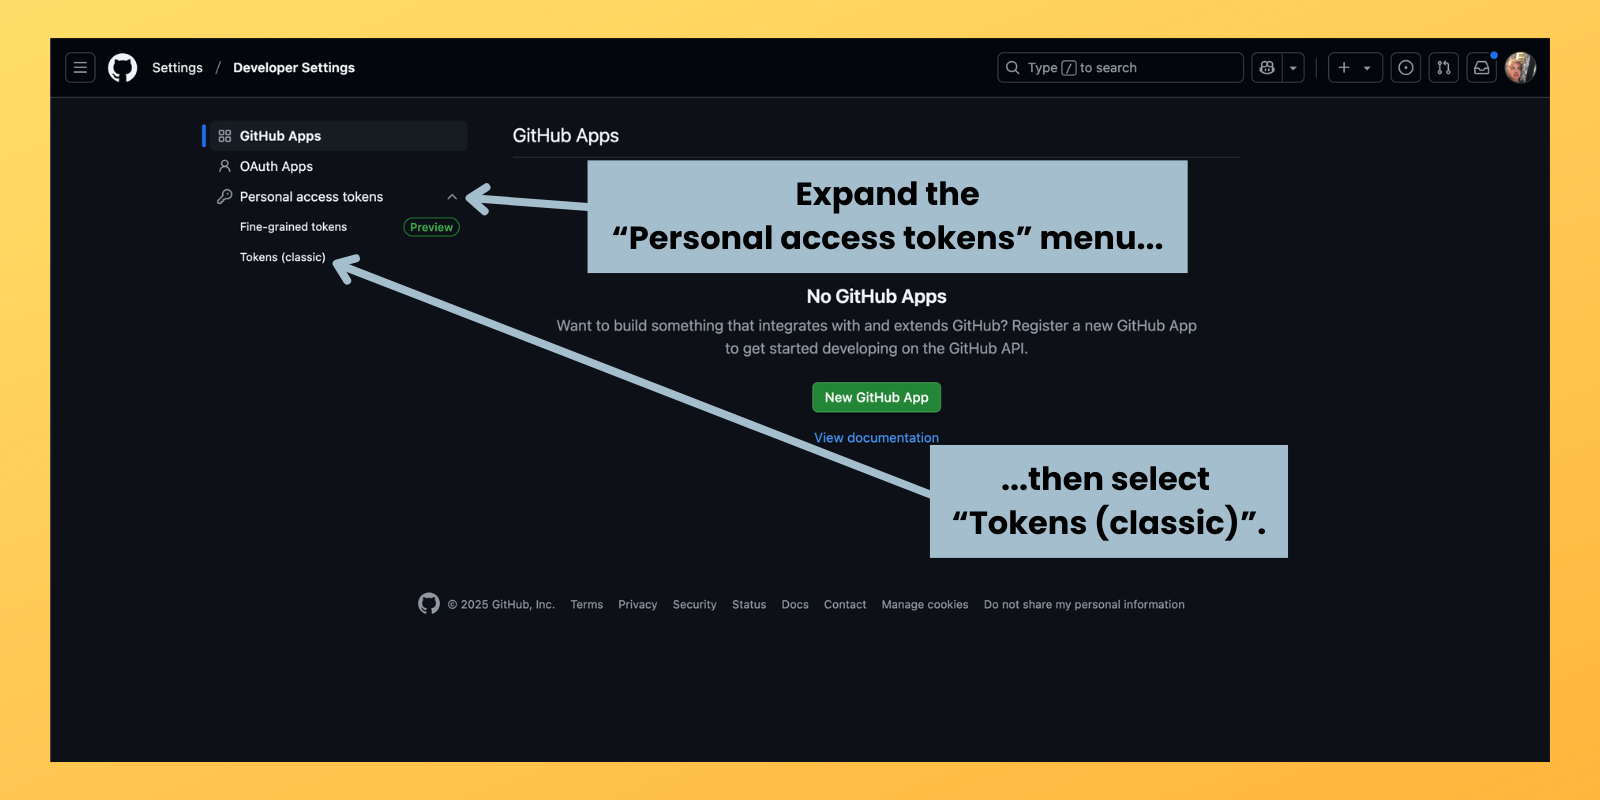 Settings / Developer Settings
Type / to search
GitHub Apps
OAuth Apps
Personal access tokens
Fine-grained tokens Preview
Tokens (classic)
GitHub Apps
Expand the
“Personal access tokens” menu...
No GitHub Apps
Want to build something that integrates with and extends GitHub? Register a new GitHub App
to get started developing on the GitHub API.
New GitHub App
View documentation
...then select
“Tokens (classic)”.
© 2025 GitHub, Inc. Terms Privacy Security Status Docs Contact Manage cookies Do not share my personal information